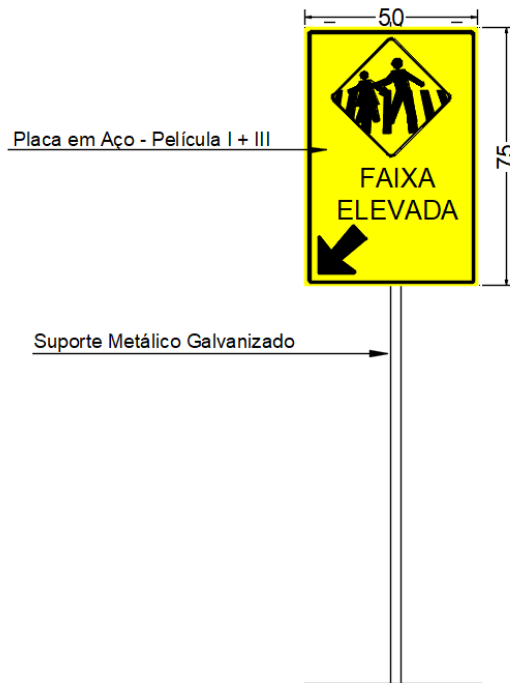 50
Placa em Aço - Película I + III
75
FAIXA
ELEVADA
Suporte Metálico Galvanizado